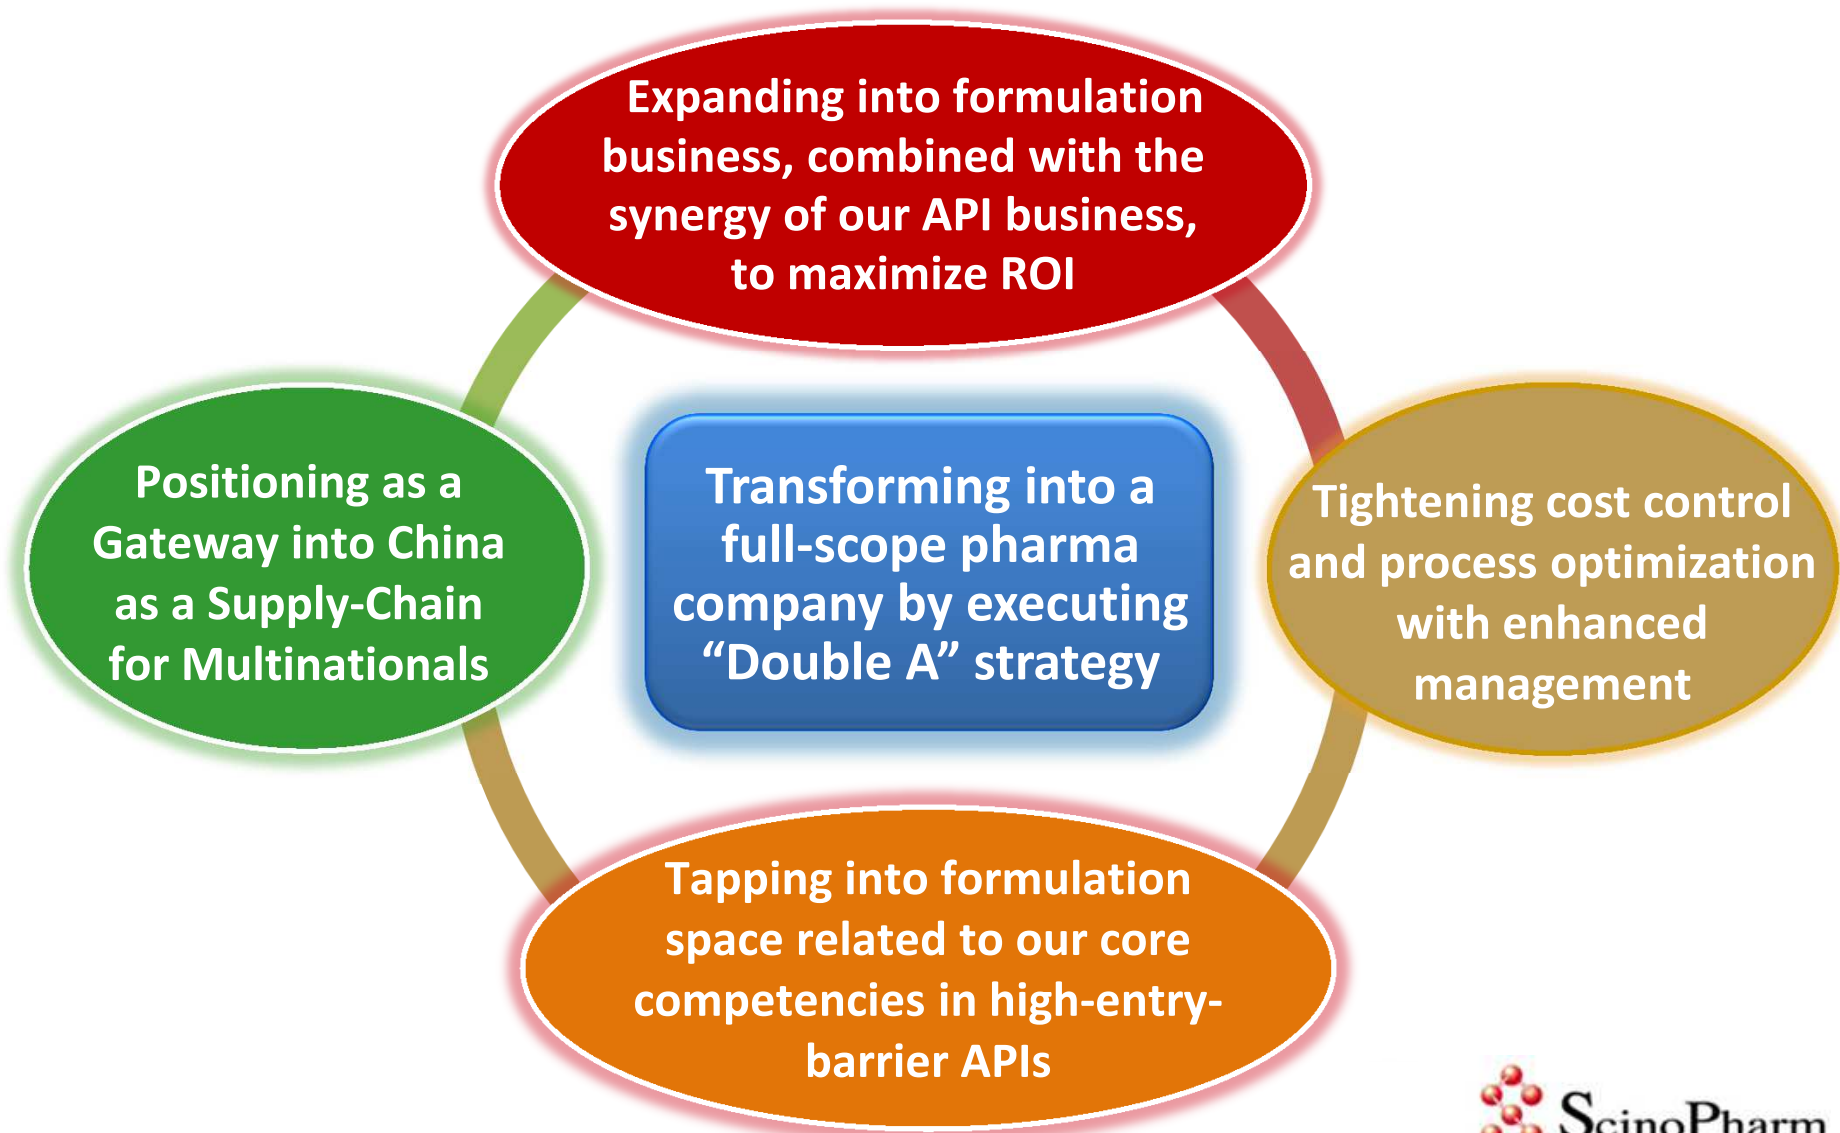 Expanding into formulation
business, combined with the
synergy of our API business,
to maximize ROI
Positioning as a
Gateway into China
as a Supply-Chain
for Multinationals
Transforming into a
full-scope pharma
company by executing
“Double A” strategy
Tightening cost control
and process optimization
with enhanced
management
Tapping into formulation
space related to our core
competencies in high-entry-
barrier APIs
ScinoPharm